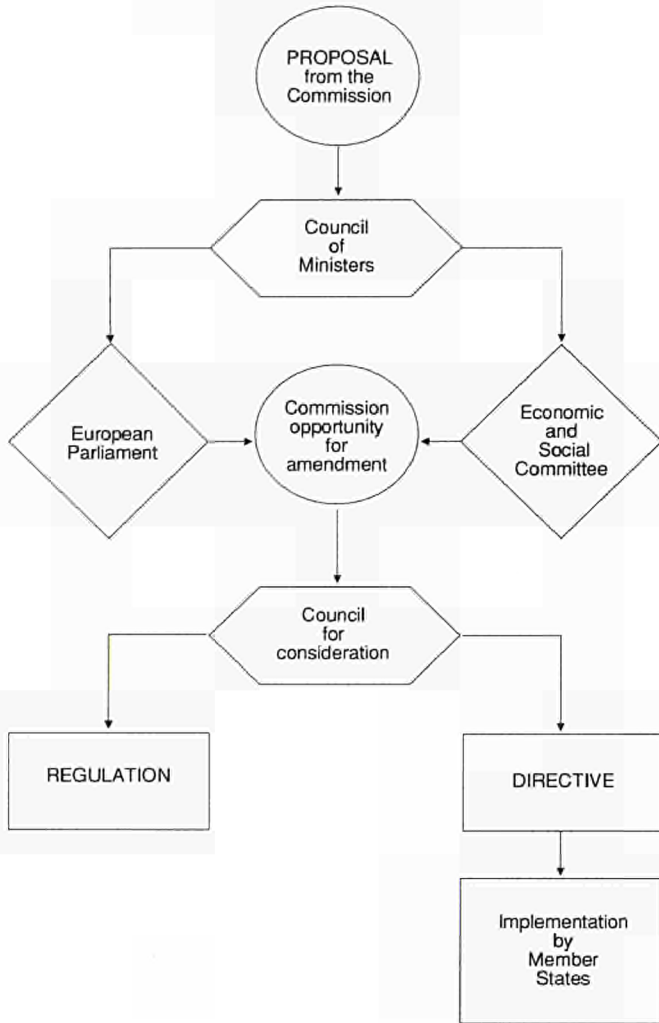 PROPOSAL
from the
Commission
Council
of
Ministers
European
Parliament
Commission
opportunity
for
amendment
Economic
and
Social
Committee
Council
for
consideration
REGULATION
DIRECTIVE
Implementation
by
Member
States